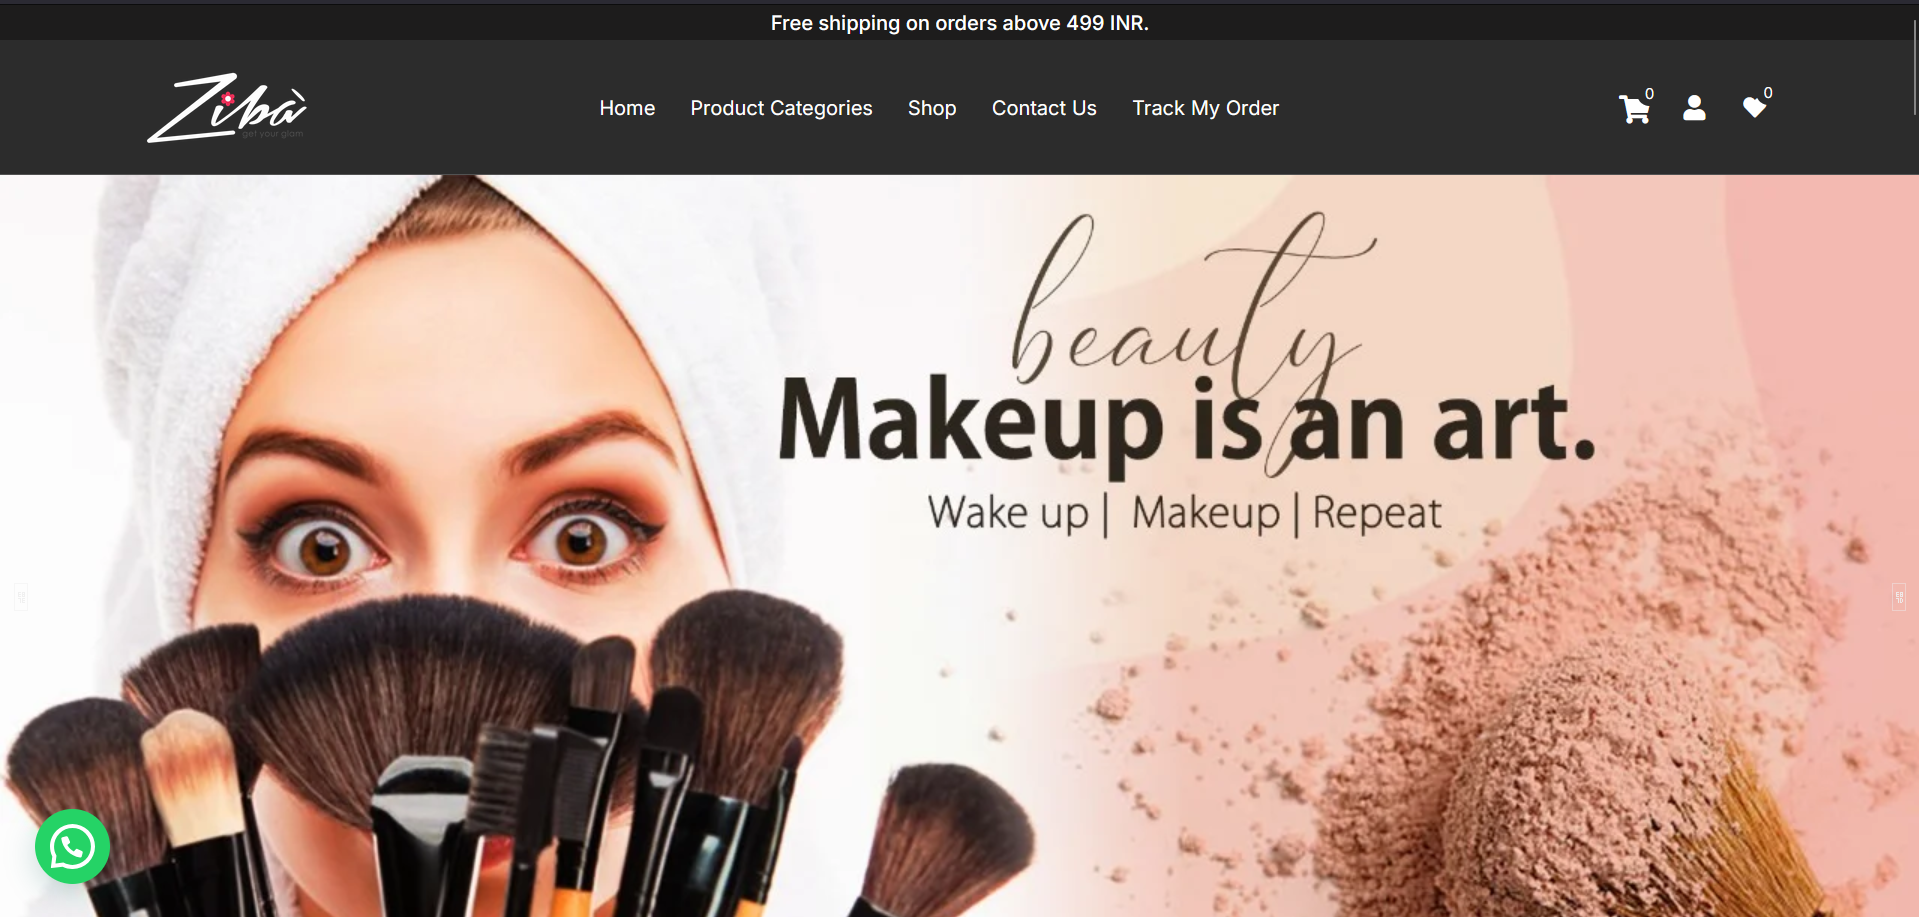 Free shipping on orders above 499 INR.
Zibà
get your glam
Home Product Categories Shop Contact Us Track My Order
0 0
beauty
Makeup is an art.
Wake up | Makeup | Repeat